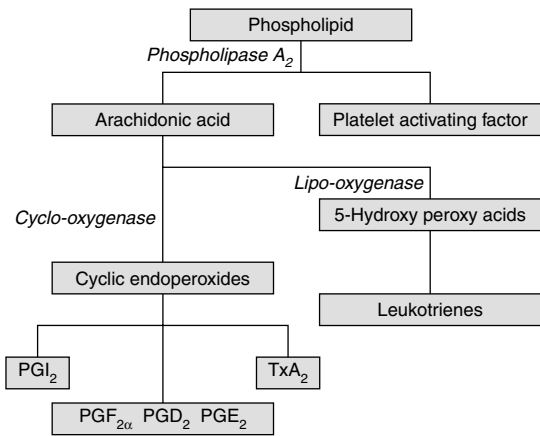 Phospholipid
Phospholipase A₂
Arachidonic acid
Platelet activating factor
Lipo-oxygenase
Cyclo-oxygenase
5-Hydroxy peroxy acids
Cyclic endoperoxides
Leukotrienes
PGI₂
TxA₂
PGF₂α PGD₂ PGE₂